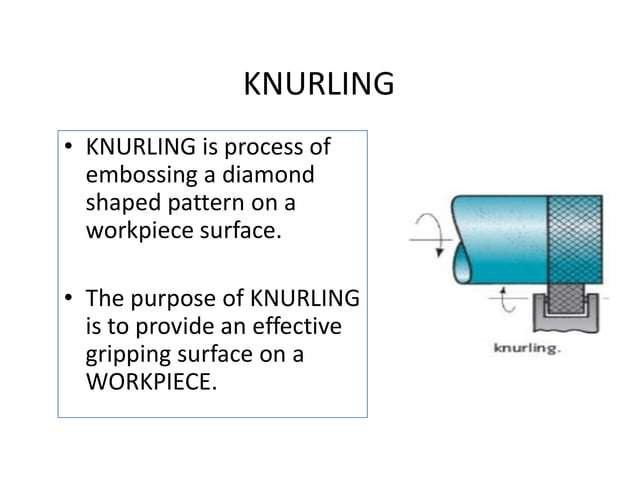 KNURLING
• KNURLING is process of
embossing a diamond
shaped pattern on a
workpiece surface.
• The purpose of KNURLING
is to provide an effective
gripping surface on a
WORKPIECE.
knurling.